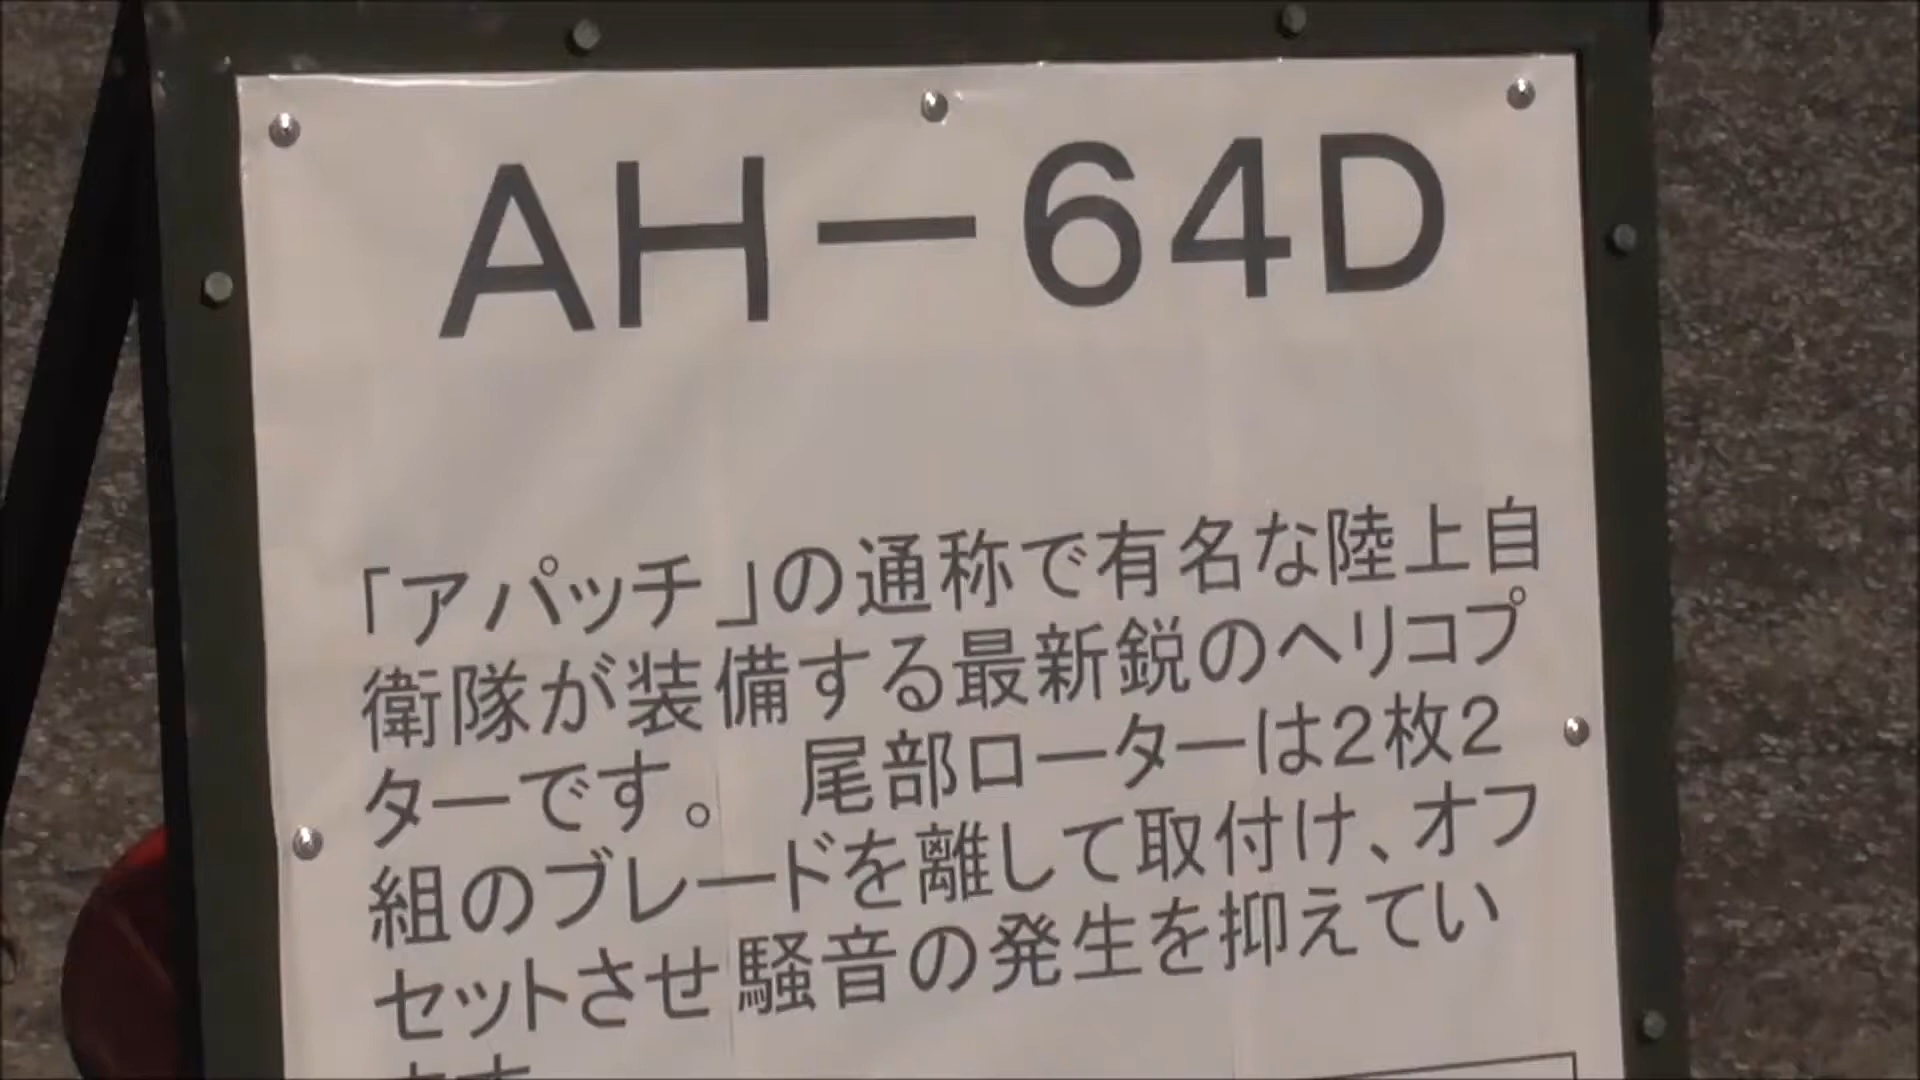 AH－64D
「アパッチ」の通称で有名な陸上自
衛隊が装備する最新鋭のヘリコプ
ターです。　尾部ローターは2枚2
組のブレードを離して取付け、オフ
セットさせ騒音の発生を抑えてい
ます